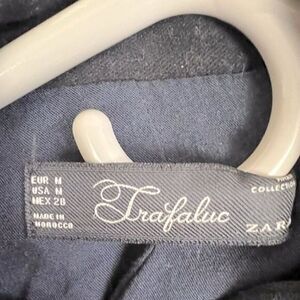 EUR M
USA M
MEX 28
MADE IN
MOROCCO
Trafaluc
COLLECTION
ZAR